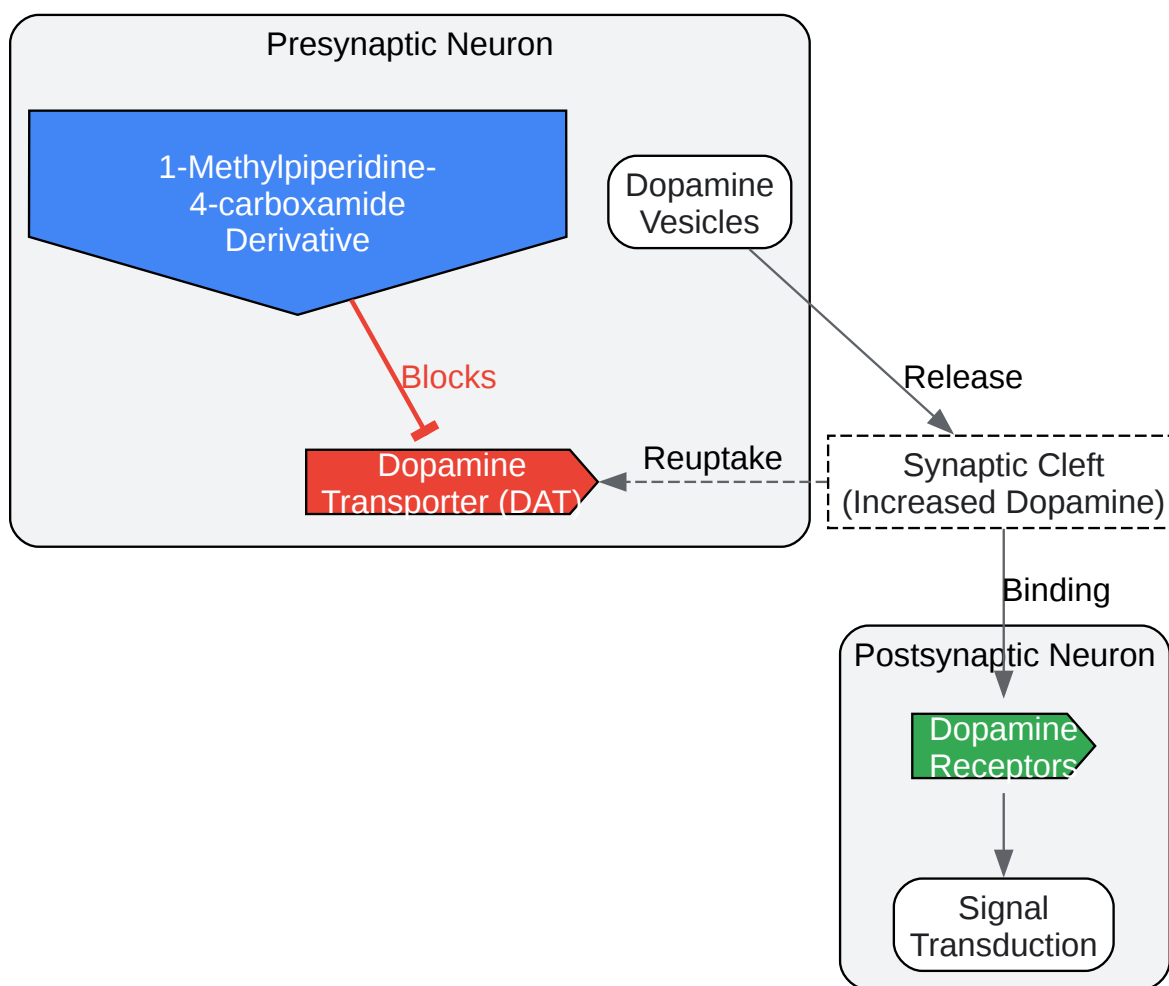 Presynaptic Neuron
1-Methylpiperidine-
4-carboxamide
Derivative
Dopamine
Vesicles
Blocks
Release
Dopamine
Transporter (DAT)
Reuptake
Synaptic Cleft
(Increased Dopamine)
Binding
Postsynaptic Neuron
Dopamine
Receptors
Signal
Transduction